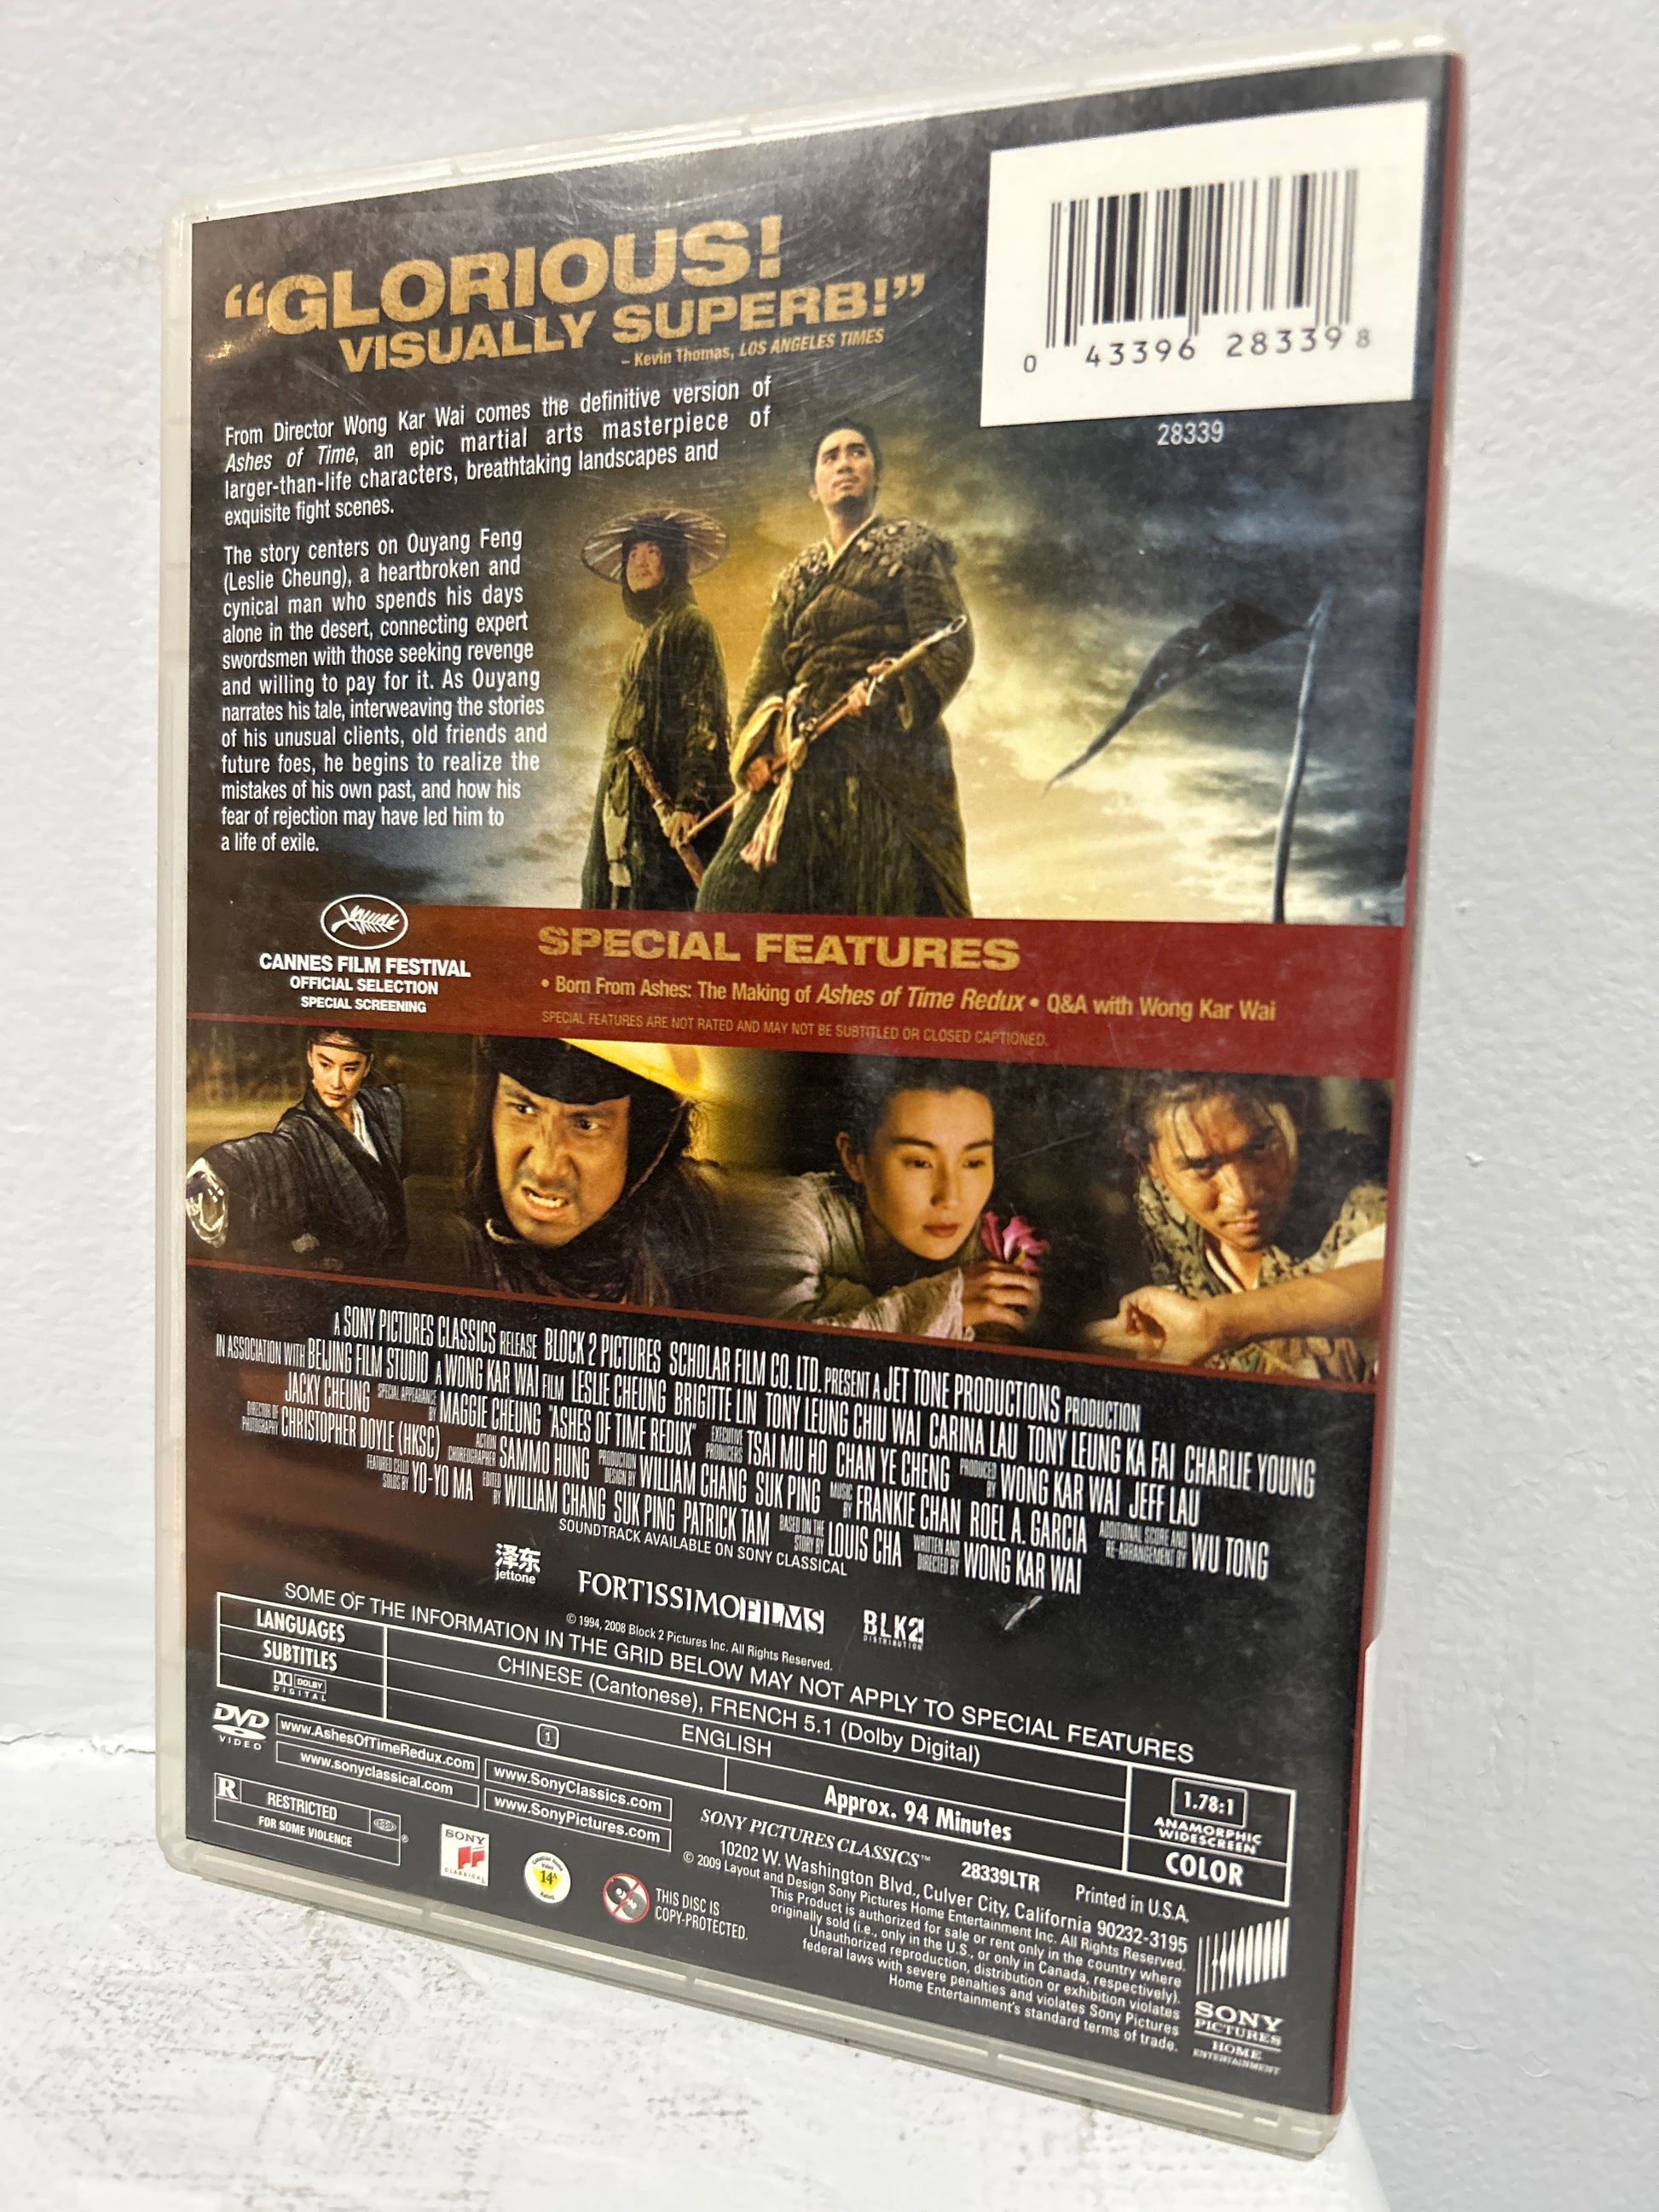 “GLORIOUS!
VISUALLY SUPERB!”
– Kevin Thomas, LOS ANGELES TIMES
0 43396 28339 8
28339
From Director Wong Kar Wai comes the definitive version of
Ashes of Time, an epic martial arts masterpiece of
larger-than-life characters, breathtaking landscapes and
exquisite fight scenes.
The story centers on Ouyang Feng
(Leslie Cheung), a heartbroken and
cynical man who spends his days
alone in the desert, connecting expert
swordsmen with those seeking revenge
and willing to pay for it. As Ouyang
narrates his tale, interweaving the stories
of his unusual clients, old friends and
future foes, he begins to realize the
mistakes of his own past, and how his
fear of rejection may have led him to
a life of exile.
CANNES FILM FESTIVAL
OFFICIAL SELECTION
SPECIAL SCREENING
SPECIAL FEATURES
• Born From Ashes: The Making of Ashes of Time Redux • Q&A with Wong Kar Wai
SPECIAL FEATURES ARE NOT RATED AND MAY NOT BE SUBTITLED OR CLOSED CAPTIONED.
A SONY PICTURES CLASSICS RELEASE BLOCK 2 PICTURES SCHOLAR FILM CO. LTD. PRESENT A JET TONE PRODUCTIONS PRODUCTION
IN ASSOCIATION WITH BEIJING FILM STUDIO A WONG KAR WAI FILM LESLIE CHEUNG BRIGITTE LIN TONY LEUNG CHIU WAI CARINA LAU TONY LEUNG KA FAI CHARLIE YOUNG
JACKY CHEUNG SPECIAL APPEARANCE BY MAGGIE CHEUNG "ASHES OF TIME REDUX" EXECUTIVE PRODUCERS TSAI MU HO CHAN YE CHENG PRODUCED BY WONG KAR WAI JEFF LAU
DIRECTOR OF PHOTOGRAPHY CHRISTOPHER DOYLE (HKSC) ACTION CHOREOGRAPHER SAMMO HUNG PRODUCTION DESIGN BY WILLIAM CHANG SUK PING MUSIC BY FRANKIE CHAN ROEL A. GARCIA ADDITIONAL SCORE AND RE-ARRANGEMENT BY WU TONG
FEATURED CELLO SOLOS BY YO-YO MA EDITED BY WILLIAM CHANG SUK PING PATRICK TAM BASED ON THE STORY BY LOUIS CHA WRITTEN AND DIRECTED BY WONG KAR WAI
SOUNDTRACK AVAILABLE ON SONY CLASSICAL
泽东
jettone
FORTISSIMOFILMS
BLK2
DISTRIBUTION
© 1994, 2008 Block 2 Pictures Inc. All Rights Reserved.
SOME OF THE INFORMATION IN THE GRID BELOW MAY NOT APPLY TO SPECIAL FEATURES
LANGUAGES CHINESE (Cantonese), FRENCH 5.1 (Dolby Digital)
SUBTITLES ENGLISH
DOLBY
DIGITAL
1
Approx. 94 Minutes
1.78:1
ANAMORPHIC
WIDESCREEN
COLOR
DVD
VIDEO
www.AshesOfTimeRedux.com
www.SonyClassics.com
www.sonyclassical.com
www.SonyPictures.com
R RESTRICTED
FOR SOME VIOLENCE
®
SONY
CLASSICAL
14A
THIS DISC IS
COPY-PROTECTED.
SONY PICTURES CLASSICS™ 28339LTR Printed in U.S.A.
10202 W. Washington Blvd., Culver City, California 90232-3195
© 2009 Layout and Design Sony Pictures Home Entertainment Inc. All Rights Reserved.
This Product is authorized for sale or rent only in the country where
originally sold (i.e., only in the U.S., or only in Canada, respectively).
Unauthorized reproduction, distribution or exhibition violates
federal laws with severe penalties and violates Sony Pictures
Home Entertainment's standard terms of trade.
SONY
PICTURES
HOME
ENTERTAINMENT